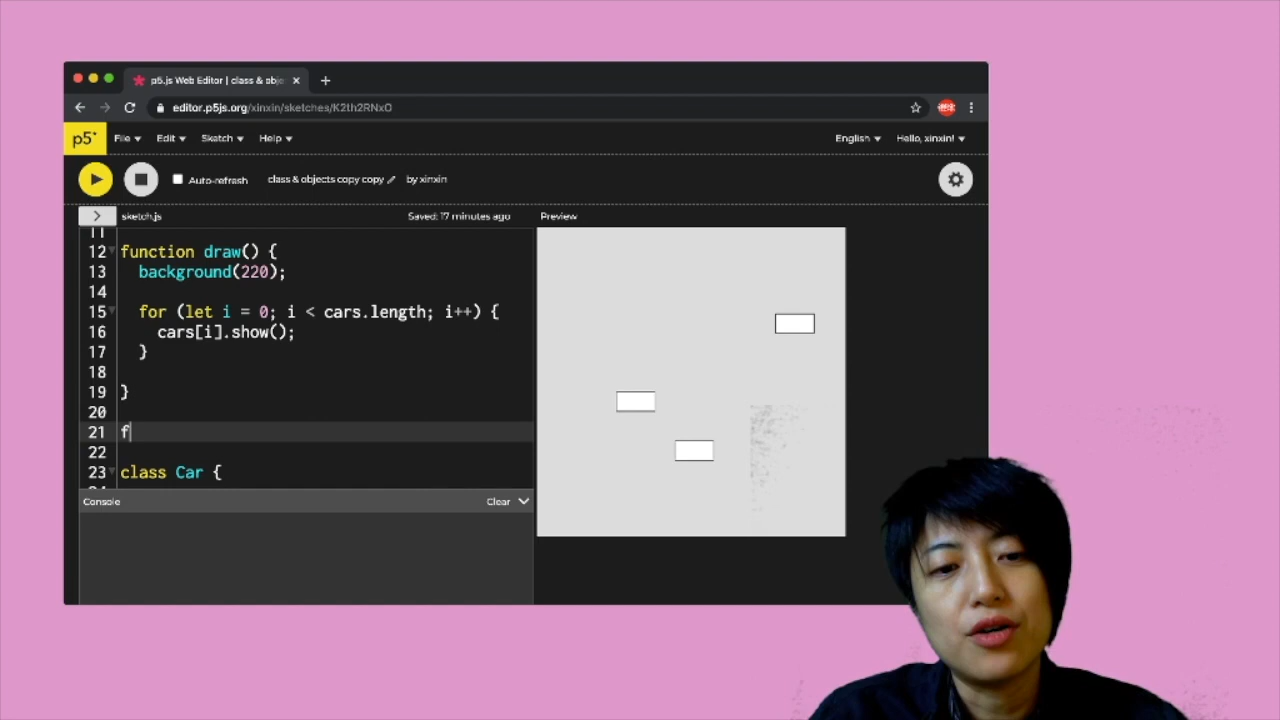 p5.js Web Editor | class & obje
editor.p5js.org/xinxin/sketches/K2th2RNxO
p5*
File Edit Sketch Help English Hello, xinxin!
Auto-refresh class & objects copy copy by xinxin
sketch.js Saved: 17 minutes ago Preview
11
12 function draw() {
13 background(220);
14
15 for (let i = 0; i < cars.length; i++) {
16 cars[i].show();
17 }
18
19 }
20
21 f
22
23 class Car {
Console Clear